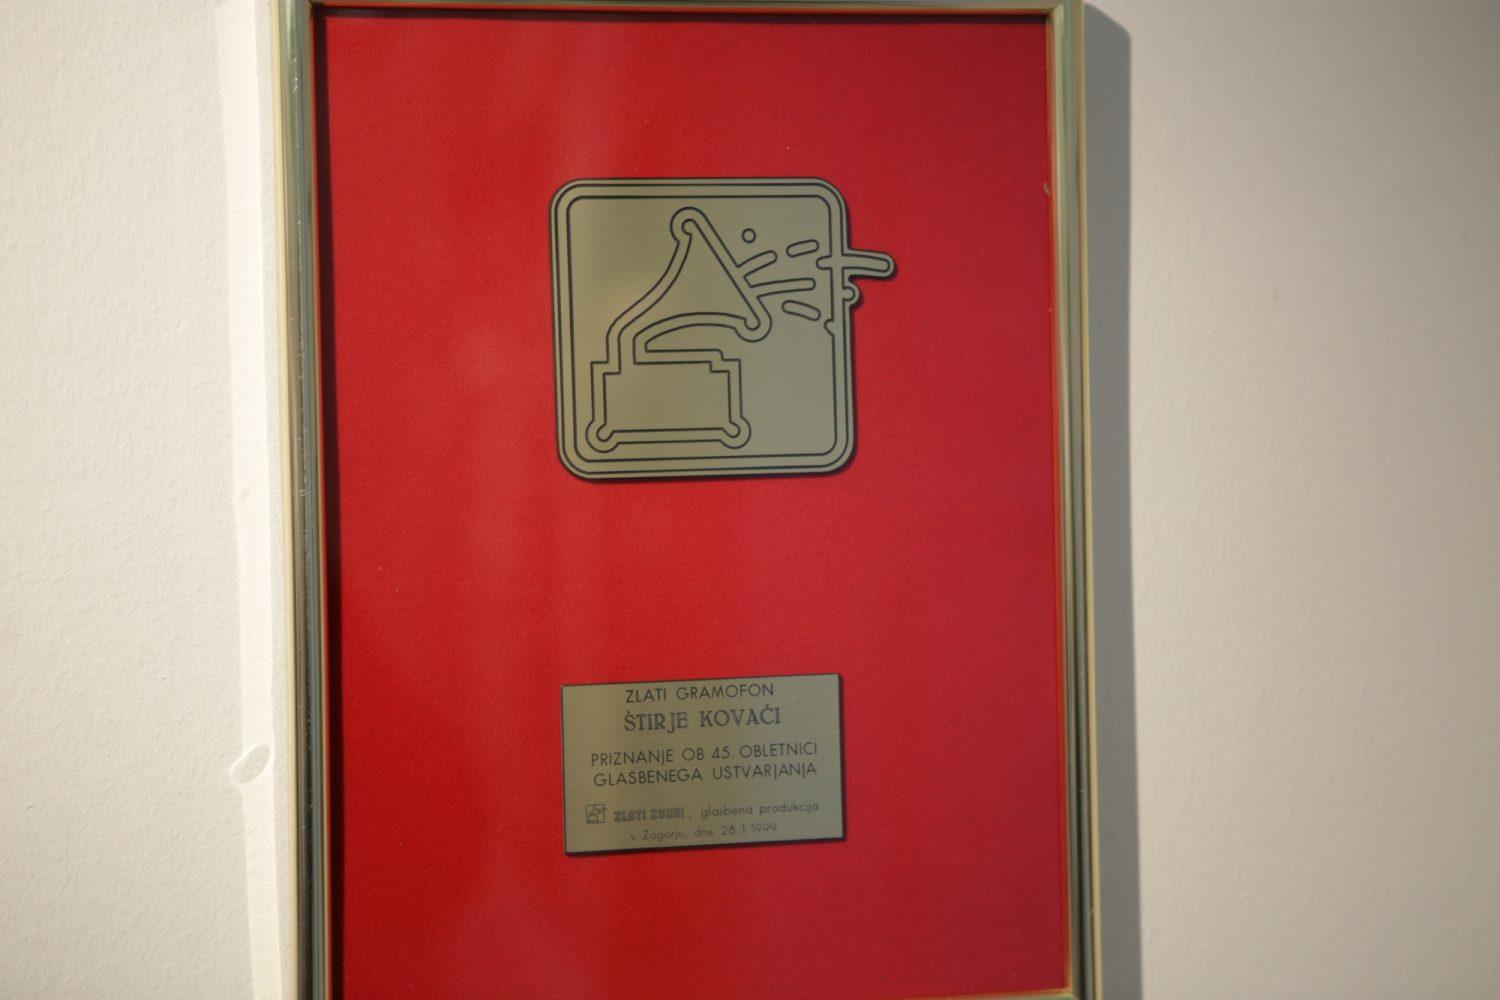 ZLATI GRAMOFON
ŠTIRJE KOVAČI
PRIZNANJE OB 45. OBLETNICI
GLASBENEGA USTVARJANJA
ZLATI ZVOKI, glasbena produkcija
v Zagorju, dne 28.1.1999